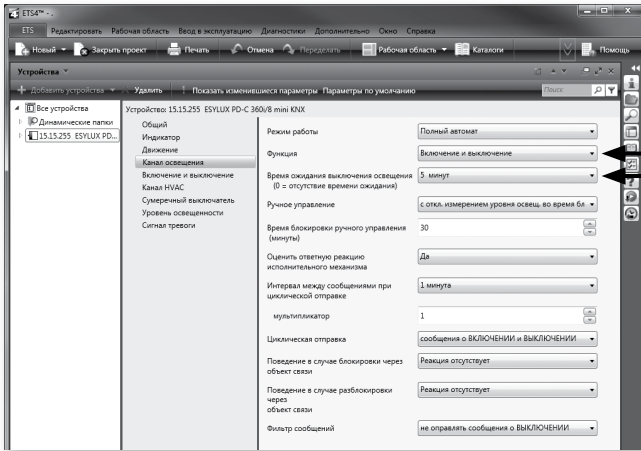 ETS4™ - .
ETS Редактировать Рабочая область Ввод в эксплуатацию Диагностики Дополнительно Окно Справка
Новый Закрыть проект Печать Отмена Переделать Рабочая область Каталоги Помощь
Устройства
Добавить устройства Удалить Показать изменившиеся параметры Параметры по умолчанию Поиск
Все устройства
Динамические папки
15.15.255 ESYLUX PD...
Устройство: 15.15.255 ESYLUX PD-C 360i/8 mini KNX
Общий
Индикатор
Движение
Канал освещения
Включение и выключение
Канал HVAC
Сумеречный выключатель
Уровень освещенности
Сигнал тревоги
Режим работы Полный автомат
Функция Включение и выключение
Время ожидания выключения освещения 5 минут
(0 = отсутствие времени ожидания)
Ручное управление с откл. измерением уровня освещ. во время бл
Время блокировки ручного управления 30
(минуты)
Оценить ответную реакцию Да
исполнительного механизма
Интервал между сообщениями при 1 минута
циклической отправке
мультипликатор 1
Циклическая отправка сообщения о ВКЛЮЧЕНИИ и ВЫКЛЮЧЕНИИ
Поведение в случае блокировки через Реакция отсутствует
объект связи
Поведение в случае разблокировки Реакция отсутствует
через
объект связи
Фильтр сообщений не оправлять сообщения о ВЫКЛЮЧЕНИИ